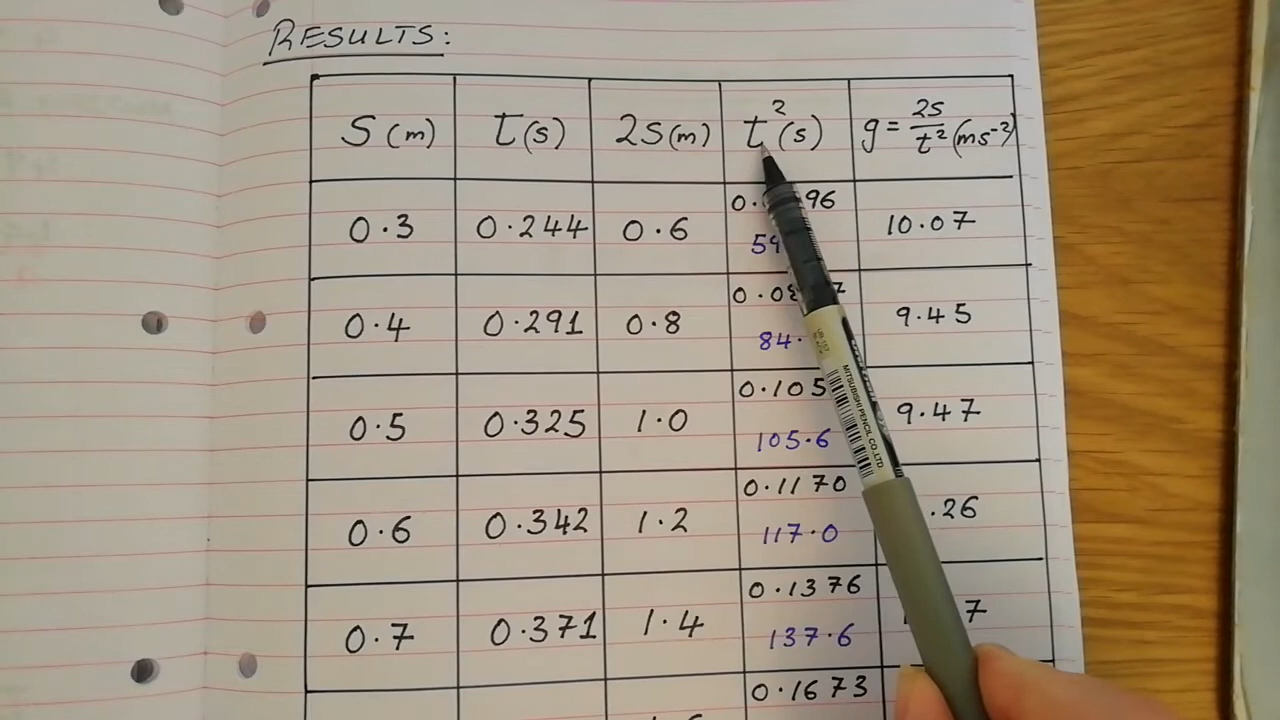 RESULTS:
S (m) t(s) 2s(m) t²(s) g = 2s/t² (ms⁻²)
0.3 0.244 0.6 10.07
0.4 0.291 0.8 84. 9.45
0.5 0.325 1.0 0.105 105.6 9.47
0.6 0.342 1.2 0.1170 117.0 .26
0.7 0.371 1.4 0.1376 137.6 7
0.1673
MITSUBISHI PENCIL CO.,LTD